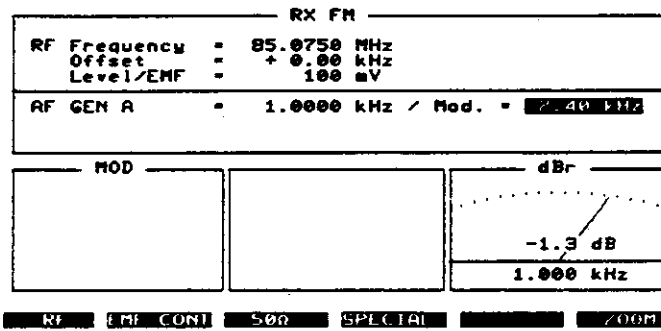 RX FM
RF Frequency = 85.0750 MHz
Offset = + 0.00 kHz
Level/EMF = 100 mV
AF GEN A = 1.0000 kHz / Mod. = 2.40 kHz
MOD
dBr
-1.3 dB
1.000 kHz
RF EMF CONT 50Ω SPECIAL ZOOM